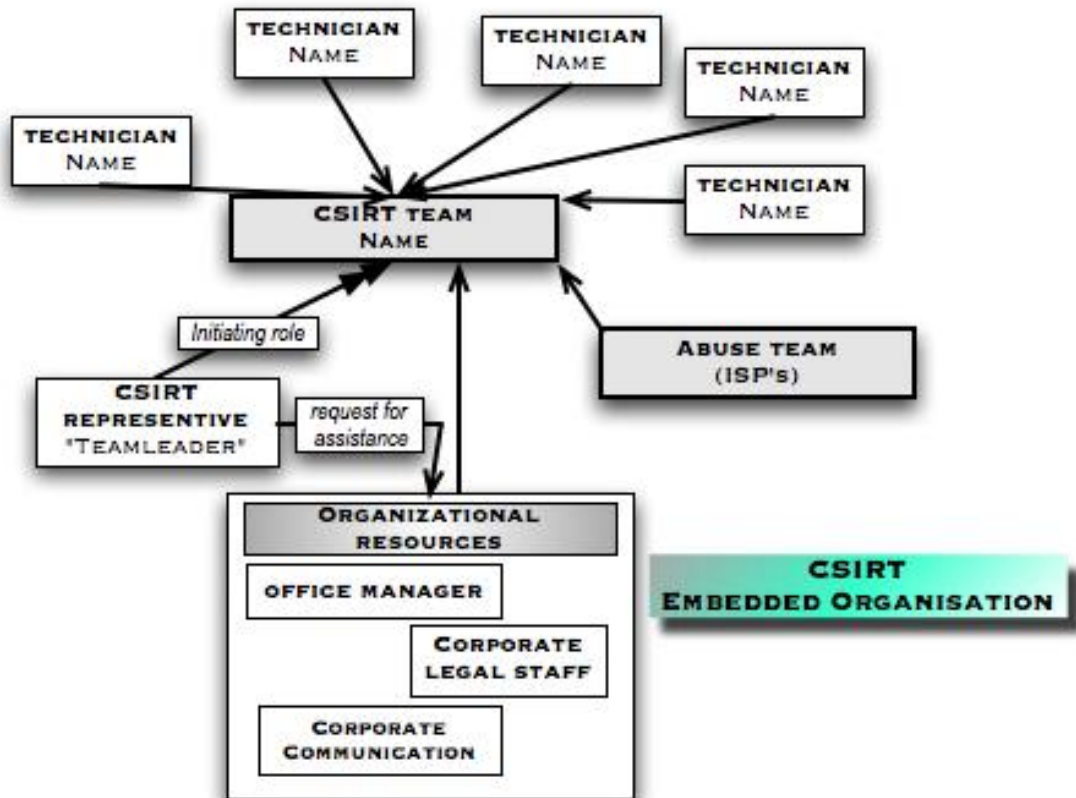 TECHNICIAN
NAME
TECHNICIAN
NAME
TECHNICIAN
NAME
TECHNICIAN
NAME
TECHNICIAN
NAME
CSIRT TEAM
NAME
Initiating role
ABUSE TEAM
(ISP's)
CSIRT
REPRESENTIVE
"TEAMLEADER"
request for
assistance
ORGANIZATIONAL
RESOURCES
OFFICE MANAGER
CORPORATE
LEGAL STAFF
CORPORATE
COMMUNICATION
CSIRT
EMBEDDED ORGANISATION